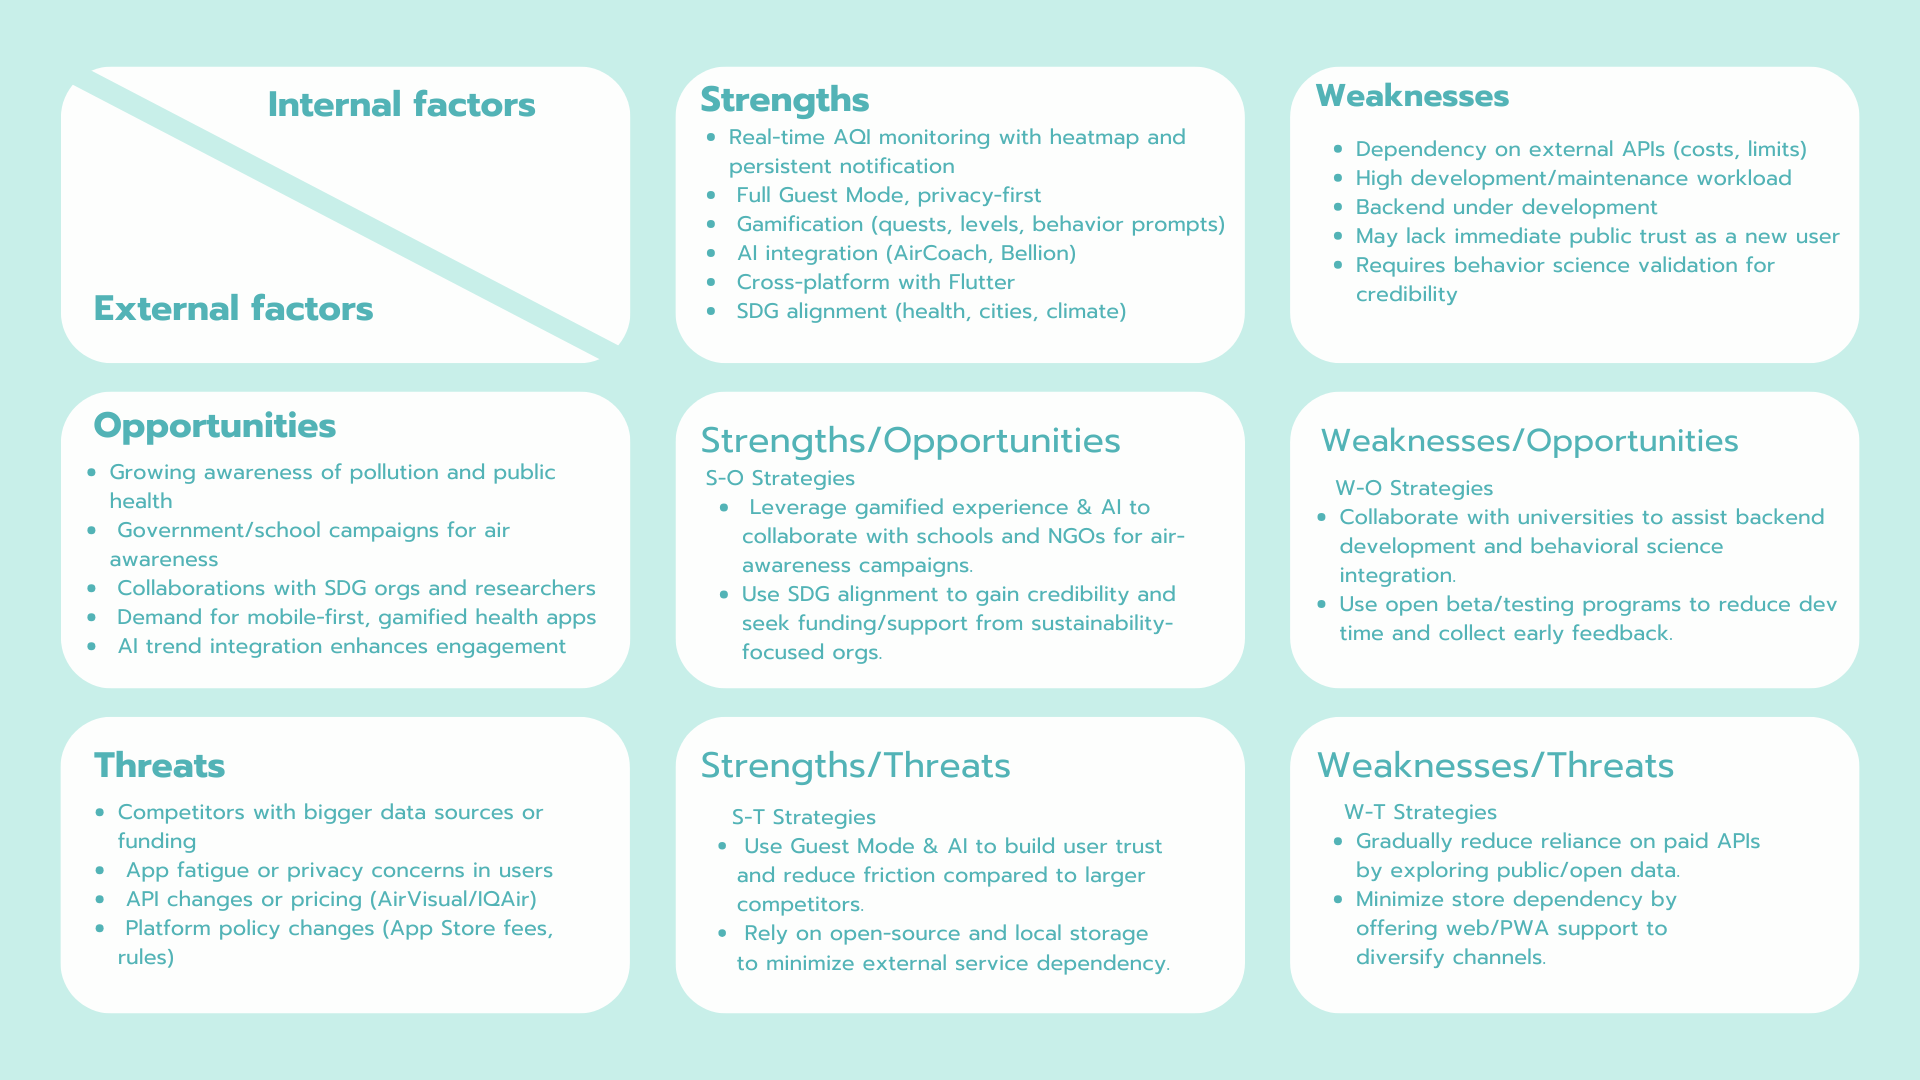 Internal factors
External factors
Strengths
• Real-time AQI monitoring with heatmap and
persistent notification
• Full Guest Mode, privacy-first
• Gamification (quests, levels, behavior prompts)
• AI integration (AirCoach, Bellion)
• Cross-platform with Flutter
• SDG alignment (health, cities, climate)
Weaknesses
• Dependency on external APIs (costs, limits)
• High development/maintenance workload
• Backend under development
• May lack immediate public trust as a new user
• Requires behavior science validation for
credibility
Opportunities
• Growing awareness of pollution and public
health
• Government/school campaigns for air
awareness
• Collaborations with SDG orgs and researchers
• Demand for mobile-first, gamified health apps
• AI trend integration enhances engagement
Strengths/Opportunities
S-O Strategies
• Leverage gamified experience & AI to
collaborate with schools and NGOs for air-
awareness campaigns.
• Use SDG alignment to gain credibility and
seek funding/support from sustainability-
focused orgs.
Weaknesses/Opportunities
W-O Strategies
• Collaborate with universities to assist backend
development and behavioral science
integration.
• Use open beta/testing programs to reduce dev
time and collect early feedback.
Threats
• Competitors with bigger data sources or
funding
• App fatigue or privacy concerns in users
• API changes or pricing (AirVisual/IQAir)
• Platform policy changes (App Store fees,
rules)
Strengths/Threats
S-T Strategies
• Use Guest Mode & AI to build user trust
and reduce friction compared to larger
competitors.
• Rely on open-source and local storage
to minimize external service dependency.
Weaknesses/Threats
W-T Strategies
• Gradually reduce reliance on paid APIs
by exploring public/open data.
• Minimize store dependency by
offering web/PWA support to
diversify channels.